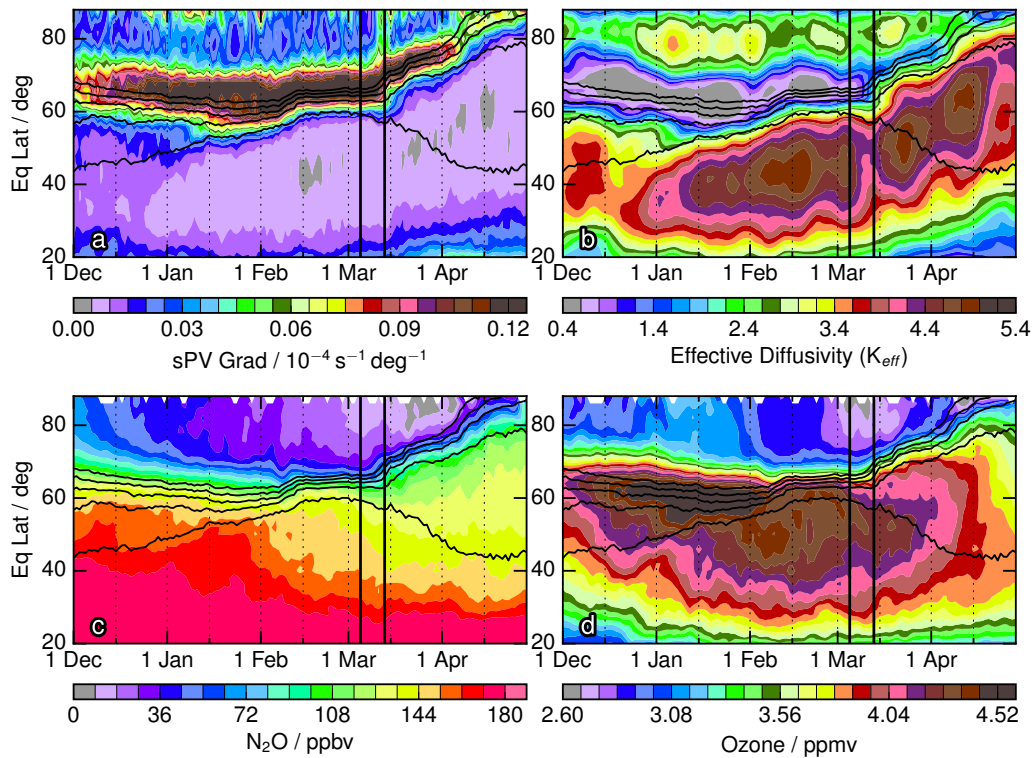 80
60
40
20
Eq Lat / deg
a
1 Dec 1 Jan 1 Feb 1 Mar 1 Apr
0.00 0.03 0.06 0.09 0.12
sPV Grad / 10⁻⁴ s⁻¹ deg⁻¹
80
60
40
20
b
1 Dec 1 Jan 1 Feb 1 Mar 1 Apr
0.4 1.4 2.4 3.4 4.4 5.4
Effective Diffusivity (K_eff)
80
60
40
20
Eq Lat / deg
c
1 Dec 1 Jan 1 Feb 1 Mar 1 Apr
0 36 72 108 144 180
N₂O / ppbv
80
60
40
20
d
1 Dec 1 Jan 1 Feb 1 Mar 1 Apr
2.60 3.08 3.56 4.04 4.52
Ozone / ppmv